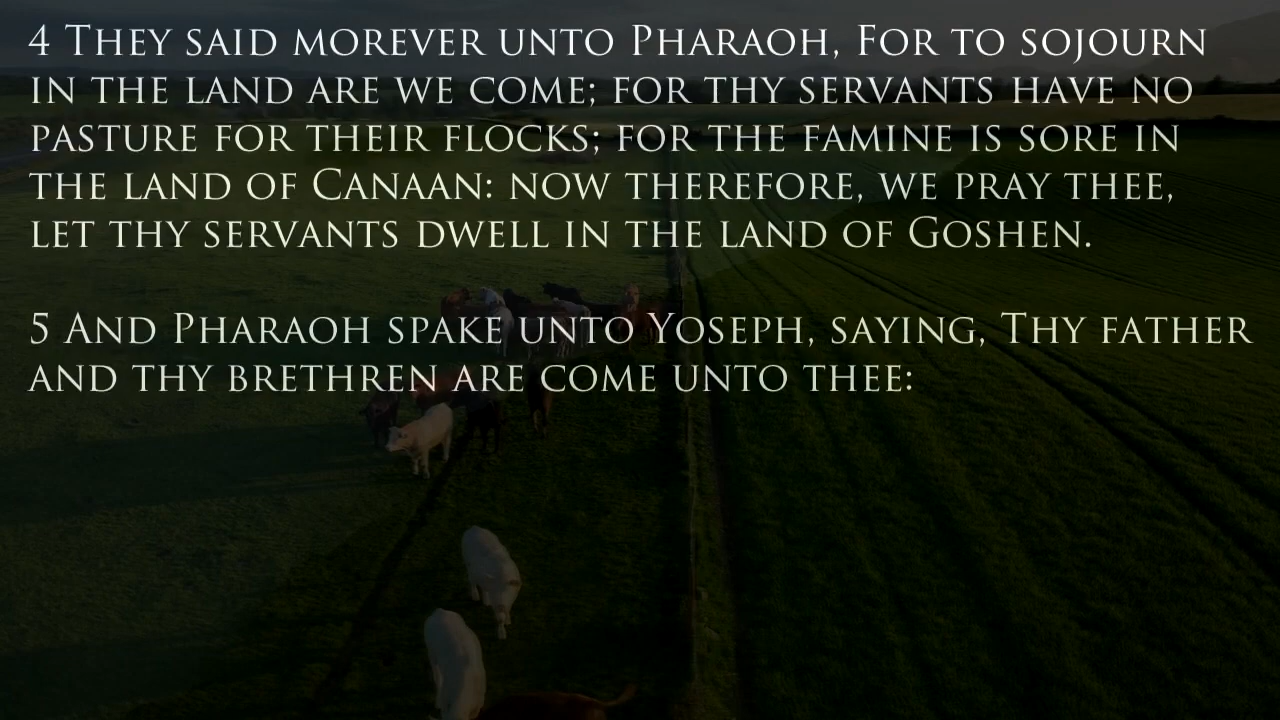 4 They said morever unto Pharaoh, For to sojourn
in the land are we come; for thy servants have no
pasture for their flocks; for the famine is sore in
the land of Canaan: now therefore, we pray thee,
let thy servants dwell in the land of Goshen.
5 And Pharaoh spake unto Yoseph, saying, Thy father
and thy brethren are come unto thee: